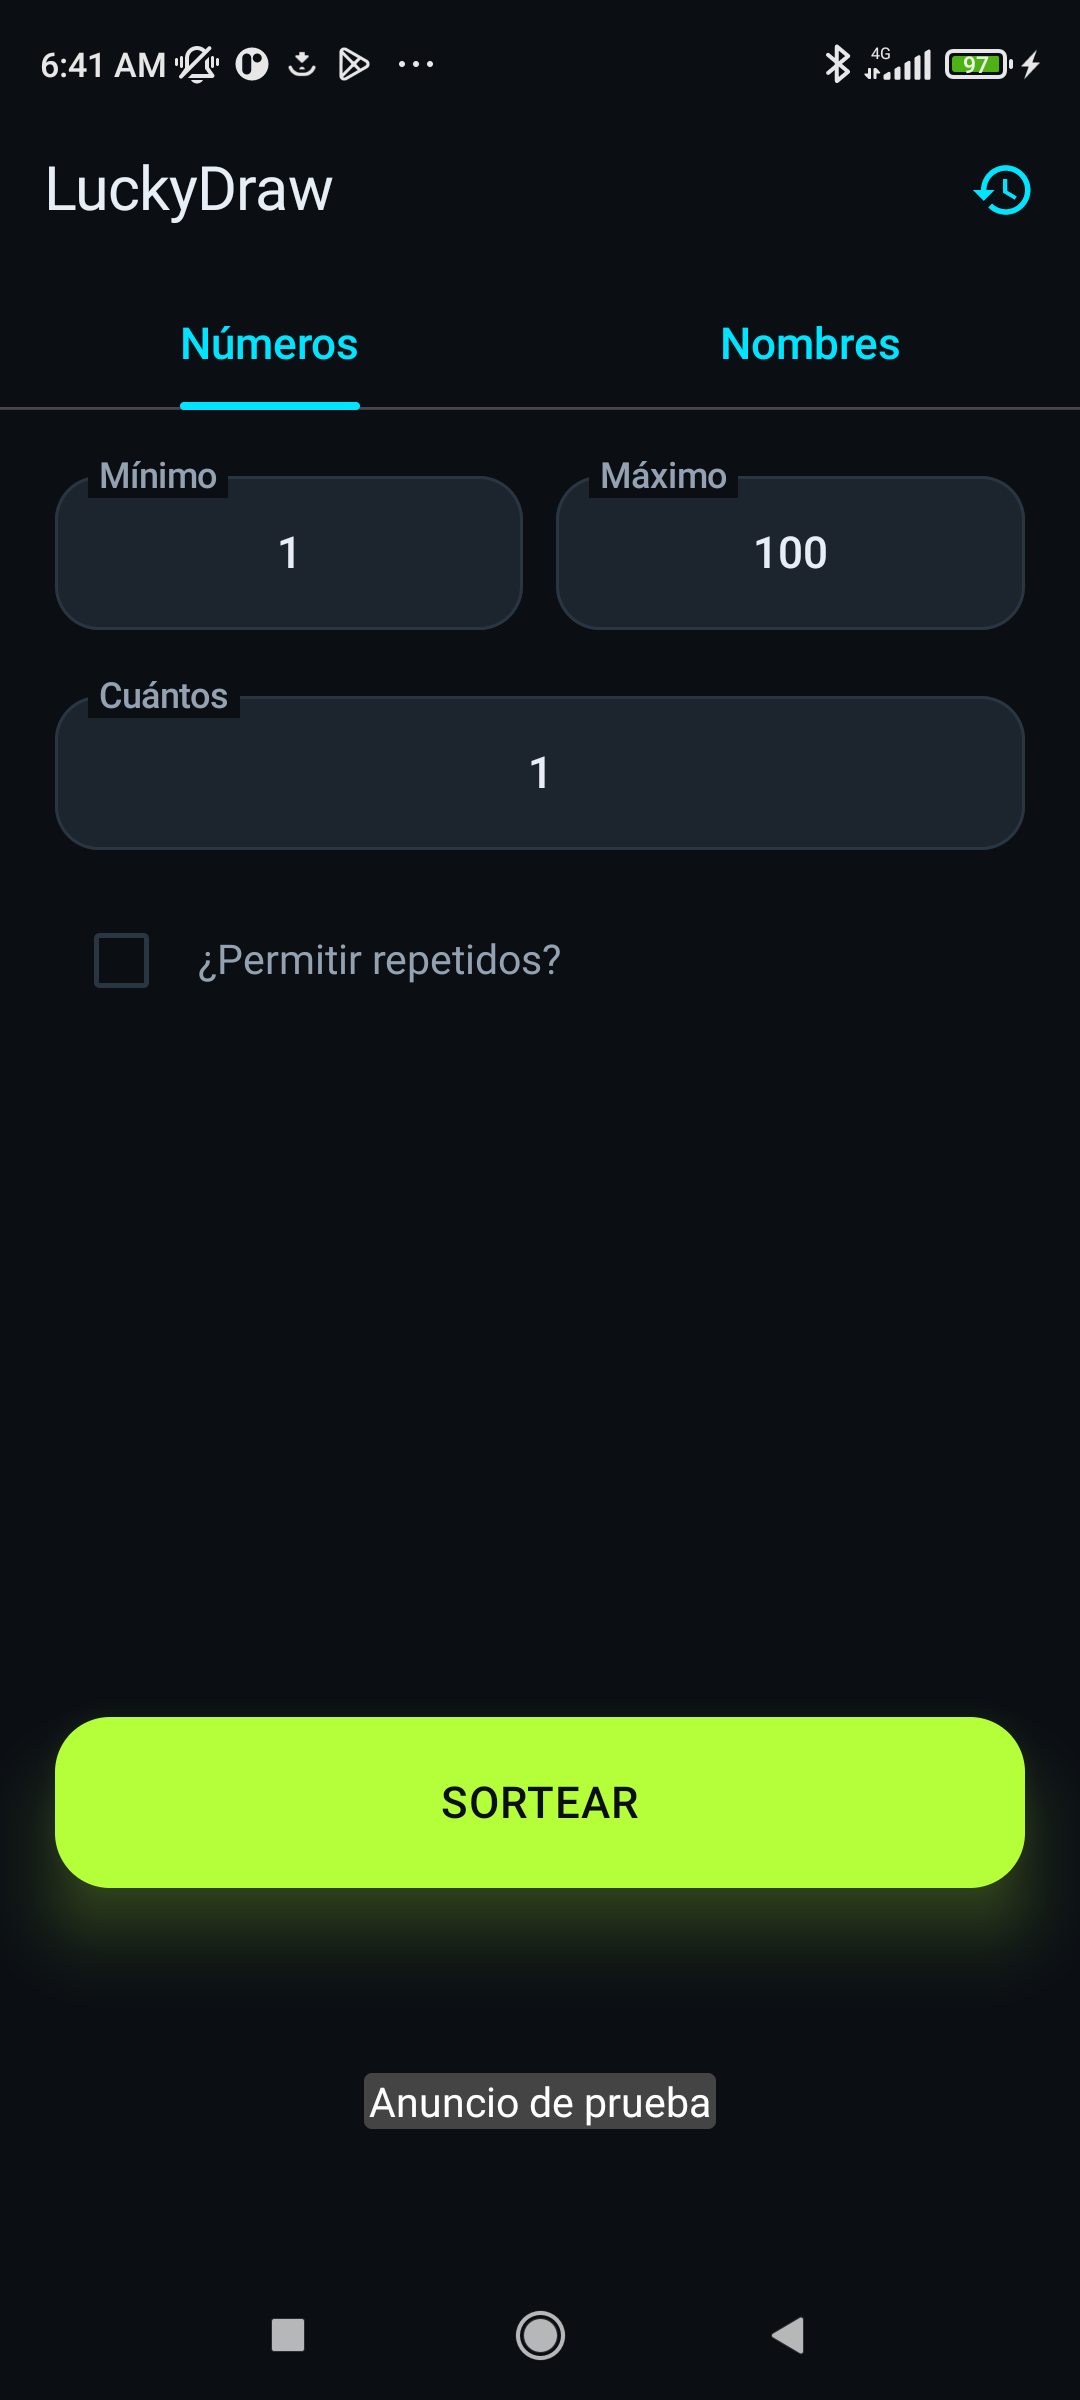 6:41 AM
4G
97
LuckyDraw
Números
Nombres
Mínimo
Máximo
1
100
Cuántos
1
¿Permitir repetidos?
SORTEAR
Anuncio de prueba